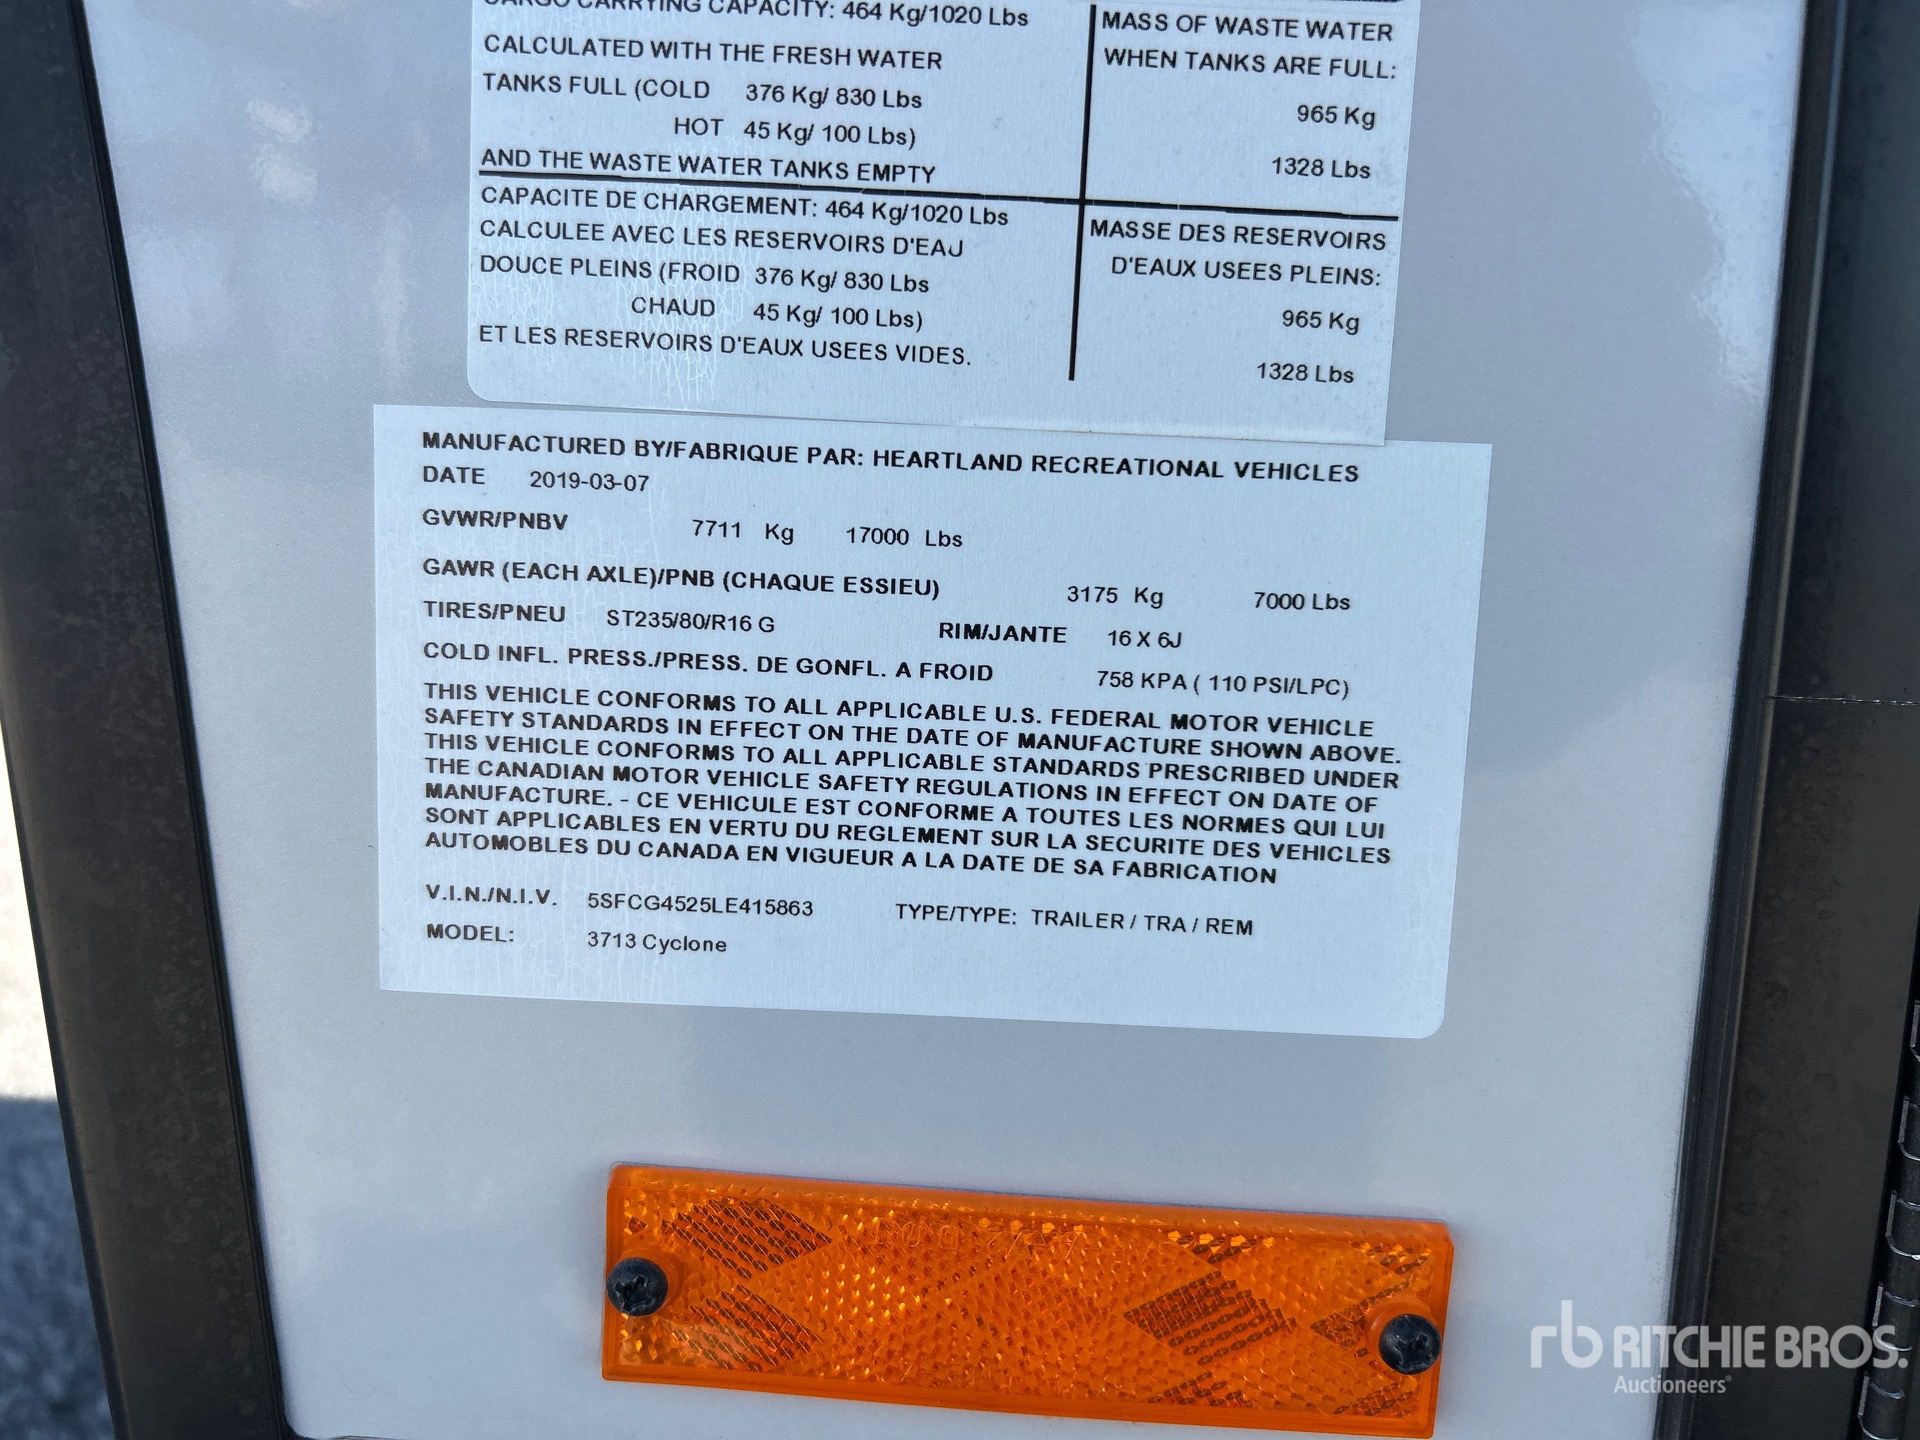 CARGO CARRYING CAPACITY: 464 Kg/1020 Lbs
CALCULATED WITH THE FRESH WATER
TANKS FULL (COLD 376 Kg/ 830 Lbs
HOT 45 Kg/ 100 Lbs)
AND THE WASTE WATER TANKS EMPTY
MASS OF WASTE WATER
WHEN TANKS ARE FULL:
965 Kg
1328 Lbs
CAPACITE DE CHARGEMENT: 464 Kg/1020 Lbs
CALCULEE AVEC LES RESERVOIRS D'EAU
DOUCE PLEINS (FROID 376 Kg/ 830 Lbs
CHAUD 45 Kg/ 100 Lbs)
ET LES RESERVOIRS D'EAUX USEES VIDES.
MASSE DES RESERVOIRS
D'EAUX USEES PLEINS:
965 Kg
1328 Lbs
MANUFACTURED BY/FABRIQUE PAR: HEARTLAND RECREATIONAL VEHICLES
DATE 2019-03-07
GVWR/PNBV 7711 Kg 17000 Lbs
GAWR (EACH AXLE)/PNB (CHAQUE ESSIEU) 3175 Kg 7000 Lbs
TIRES/PNEU ST235/80/R16 G RIM/JANTE 16 X 6J
COLD INFL. PRESS./PRESS. DE GONFL. A FROID 758 KPA ( 110 PSI/LPC)
THIS VEHICLE CONFORMS TO ALL APPLICABLE U.S. FEDERAL MOTOR VEHICLE
SAFETY STANDARDS IN EFFECT ON THE DATE OF MANUFACTURE SHOWN ABOVE.
THIS VEHICLE CONFORMS TO ALL APPLICABLE STANDARDS PRESCRIBED UNDER
THE CANADIAN MOTOR VEHICLE SAFETY REGULATIONS IN EFFECT ON DATE OF
MANUFACTURE. - CE VEHICULE EST CONFORME A TOUTES LES NORMES QUI LUI
SONT APPLICABLES EN VERTU DU REGLEMENT SUR LA SECURITE DES VEHICLES
AUTOMOBLES DU CANADA EN VIGUEUR A LA DATE DE SA FABRICATION
V.I.N./N.I.V. 5SFCG4525LE415863 TYPE/TYPE: TRAILER / TRA / REM
MODEL: 3713 Cyclone
rb RITCHIE BROS.
Auctioneers